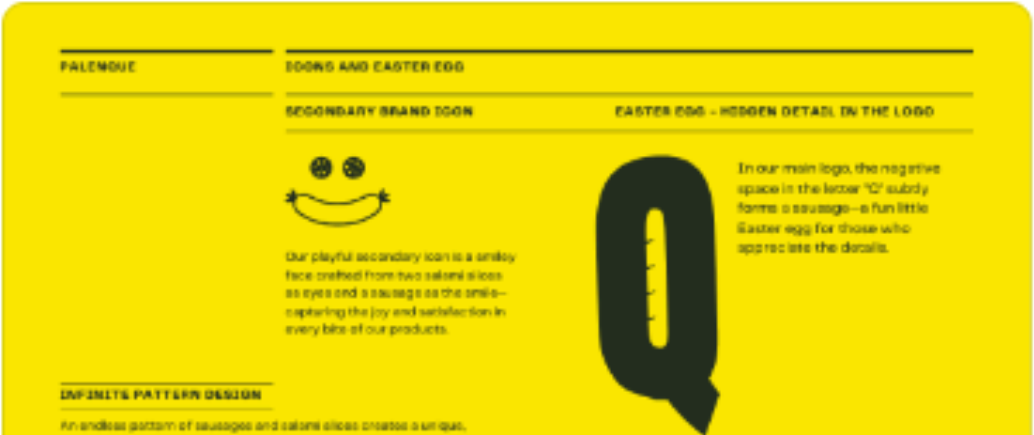 PALENQUE
ICONS AND EASTER EGG
SECONDARY BRAND ICON
EASTER EGG – HIDDEN DETAIL IN THE LOGO
Our playful secondary icon is a smiley
face crafted from two salami slices
as eyes and a sausage as the smile—
capturing the joy and satisfaction in
every bite of our products.
Q
In our main logo, the negative
space in the letter "Q" subtly
forms a sausage—a fun little
Easter egg for those who
appreciate the details.
INFINITE PATTERN DESIGN
An endless pattern of sausages and salami slices creates a unique,